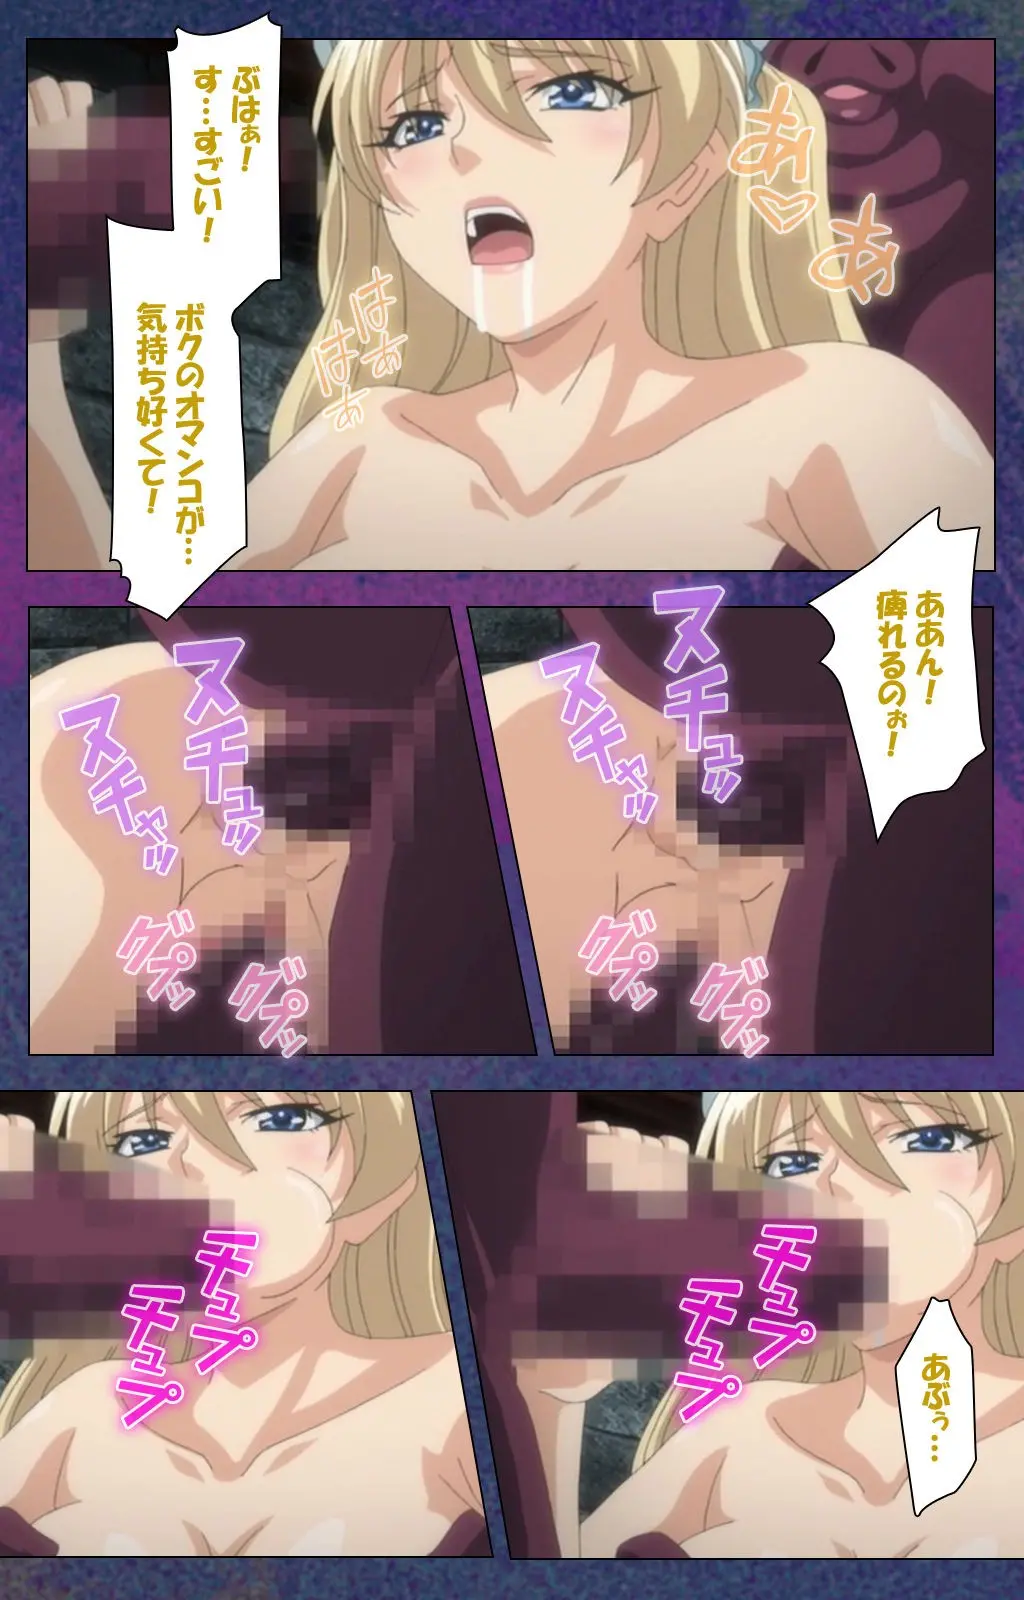 ぶはぁ!
す…すごい!
ボクのオマンコが…
気持ち好くて!
あ♡
あ
はぁ
はぁ
ああん!
痺れるのぉ!
ヌチュッ
ヌチャッ
グプッ
グプッ
ヌチュッ
ヌチャッ
グプッ
グプッ
チュプ
チュプ
チュプ
チュプ
あぶぅ…